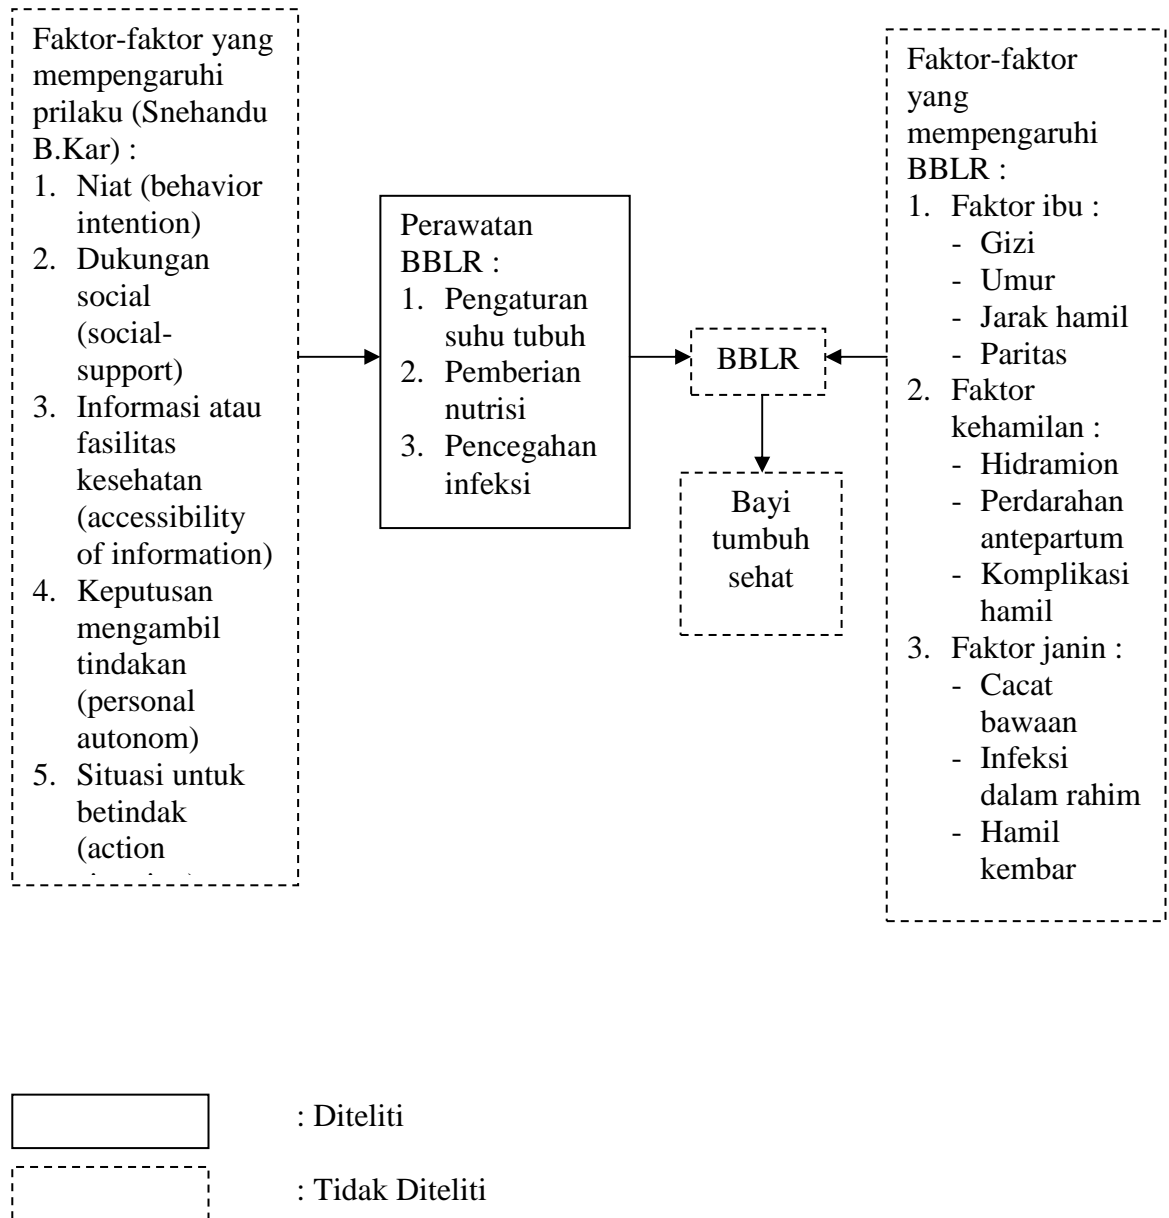 Faktor-faktor yang
mempengaruhi
prilaku (Snehandu
B.Kar) :
1. Niat (behavior
intention)
2. Dukungan
social
(social-
support)
3. Informasi atau
fasilitas
kesehatan
(accessibility
of information)
4. Keputusan
mengambil
tindakan
(personal
autonom)
5. Situasi untuk
betindak
(action
Perawatan
BBLR :
1. Pengaturan
suhu tubuh
2. Pemberian
nutrisi
3. Pencegahan
infeksi
BBLR
Bayi
tumbuh
sehat
Faktor-faktor
yang
mempengaruhi
BBLR :
1. Faktor ibu :
- Gizi
- Umur
- Jarak hamil
- Paritas
2. Faktor
kehamilan :
- Hidramion
- Perdarahan
antepartum
- Komplikasi
hamil
3. Faktor janin :
- Cacat
bawaan
- Infeksi
dalam rahim
- Hamil
kembar
: Diteliti
: Tidak Diteliti